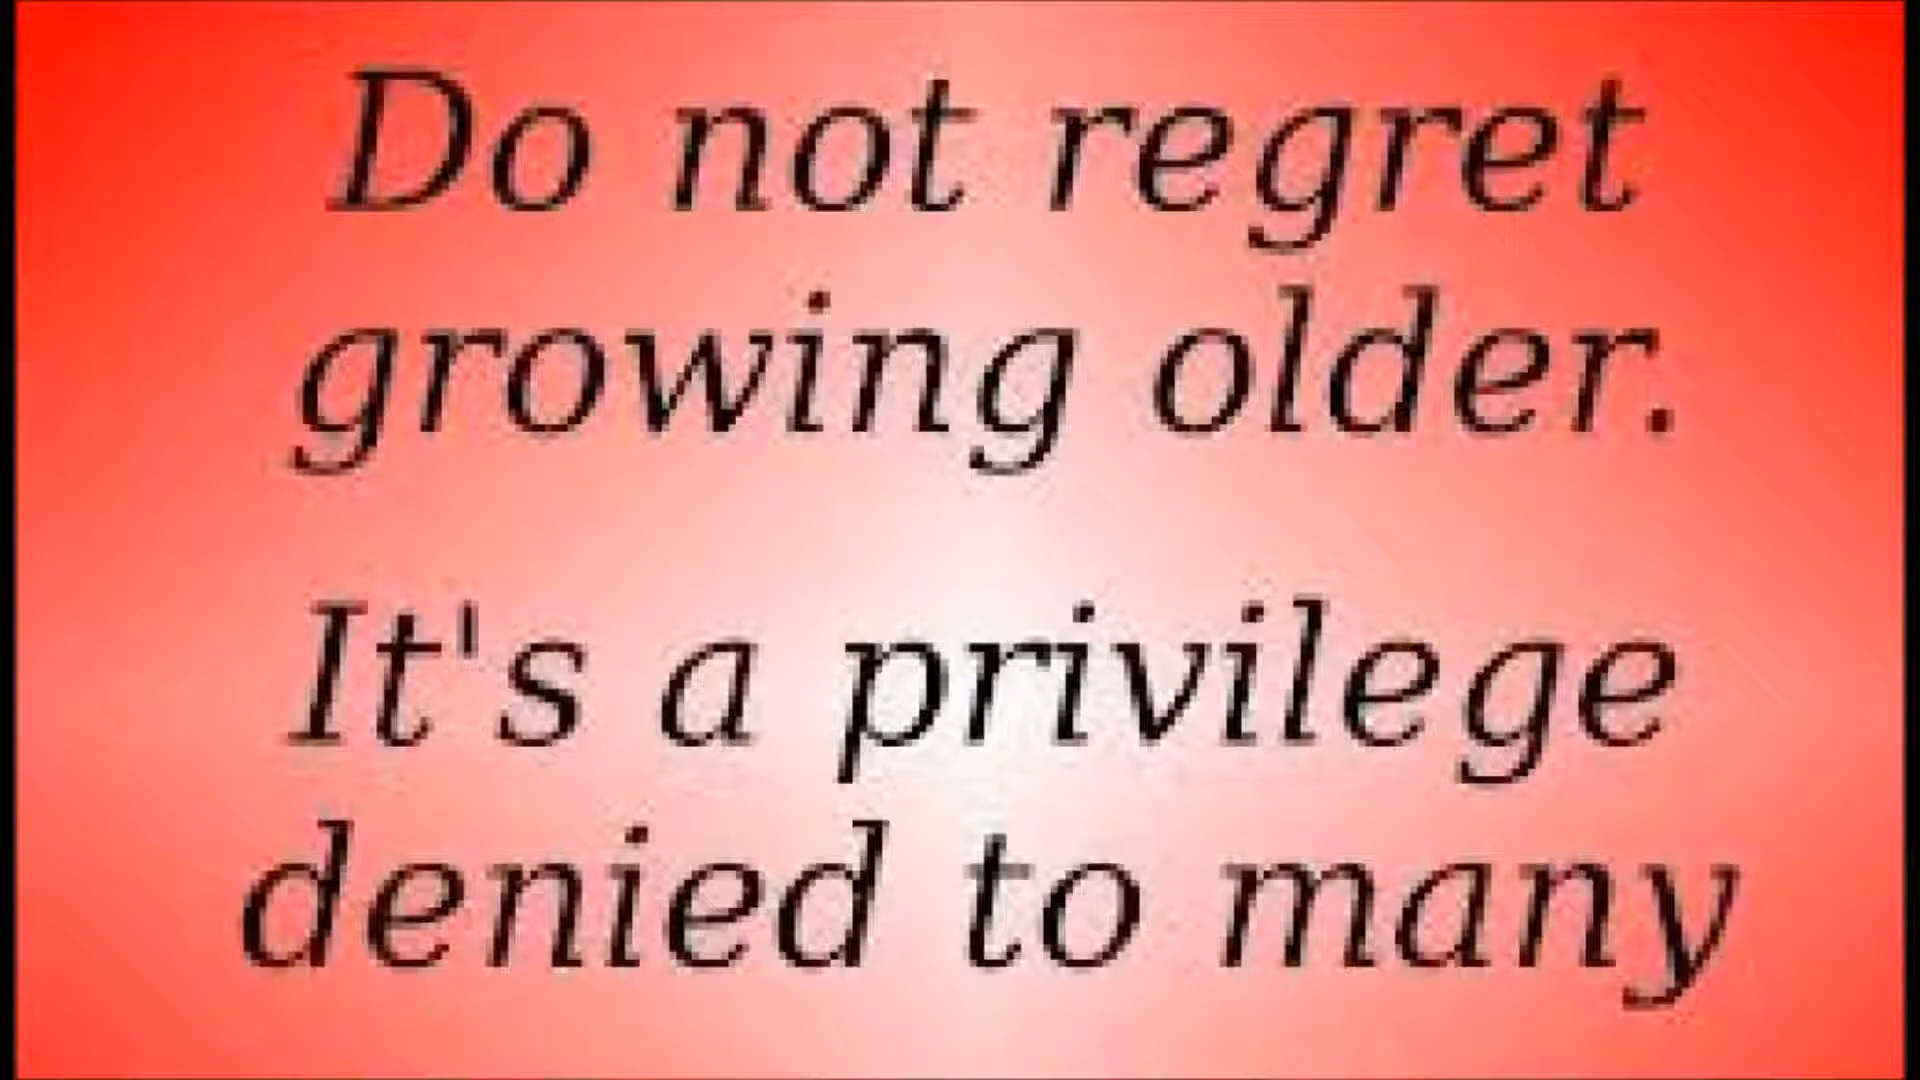 Do not regret
growing older.
It's a privilege
denied to many